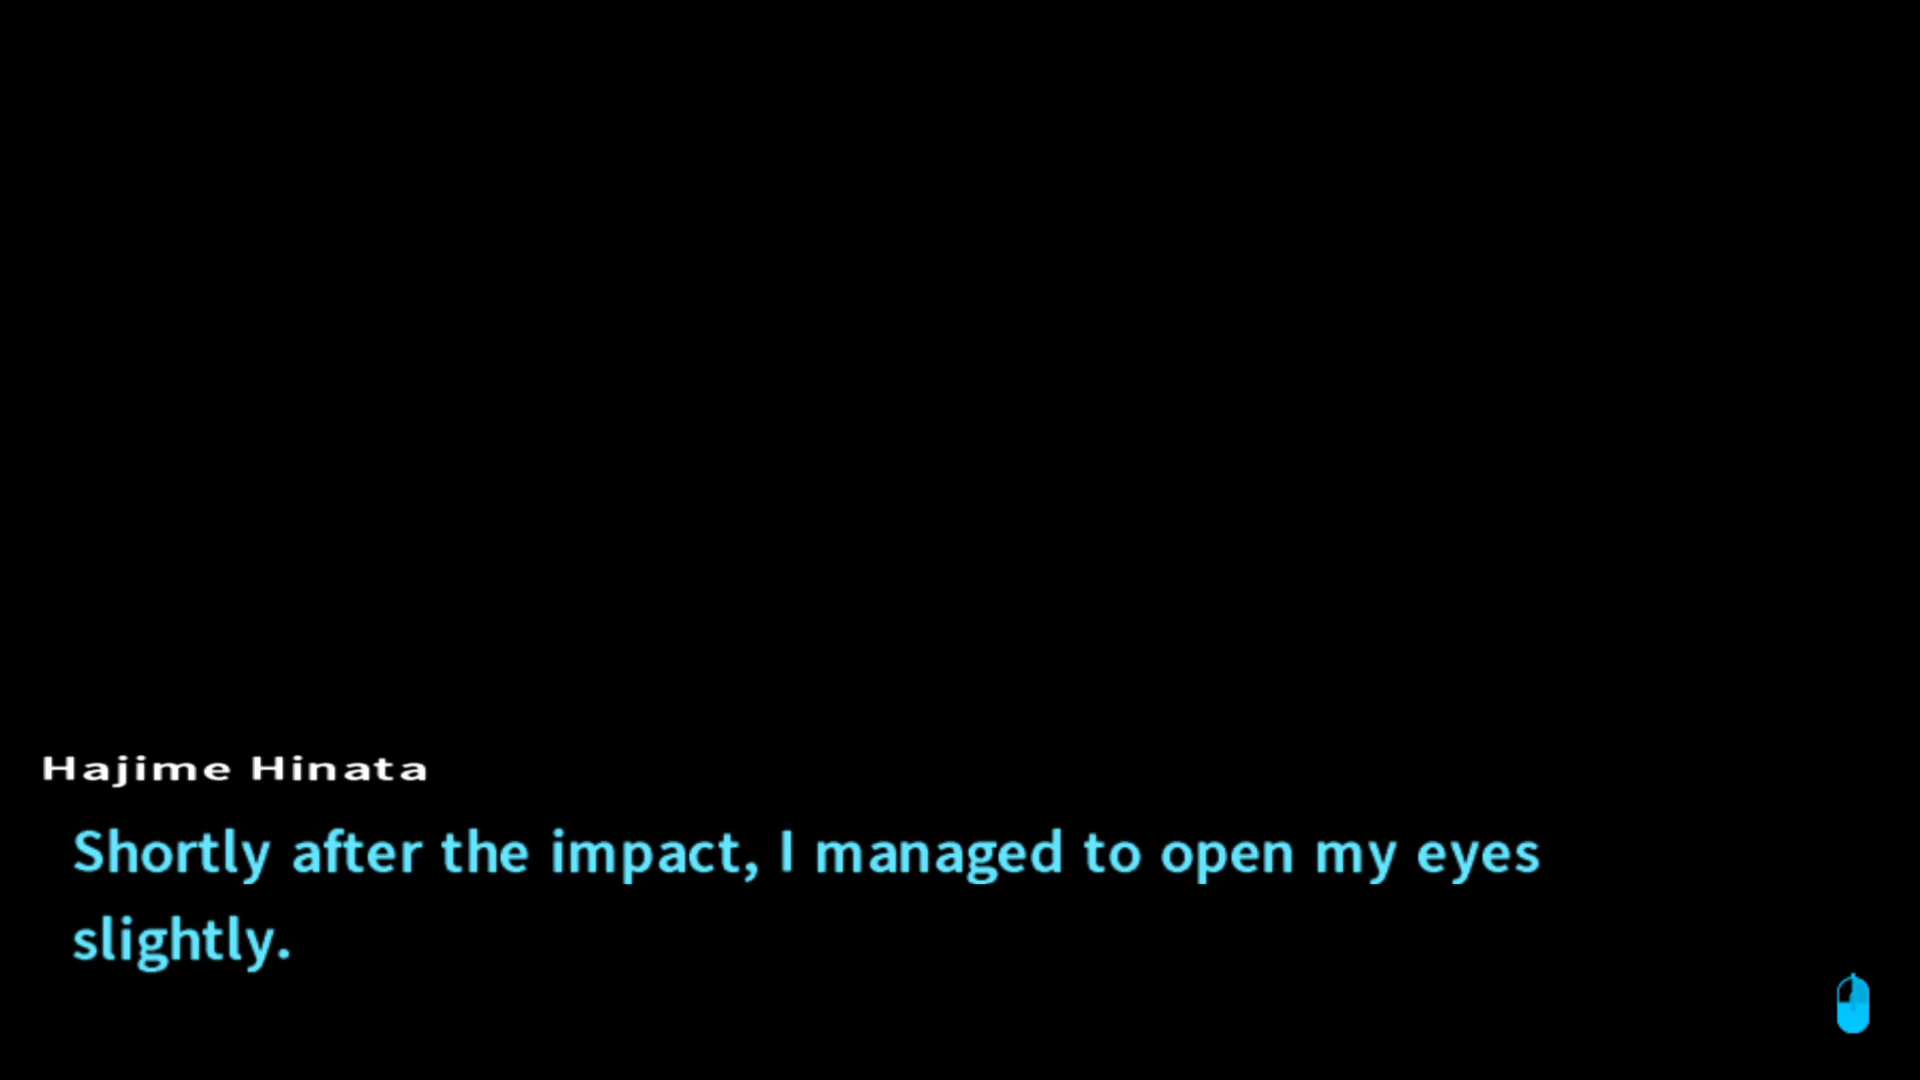 Hajime Hinata
Shortly after the impact, I managed to open my eyes
slightly.